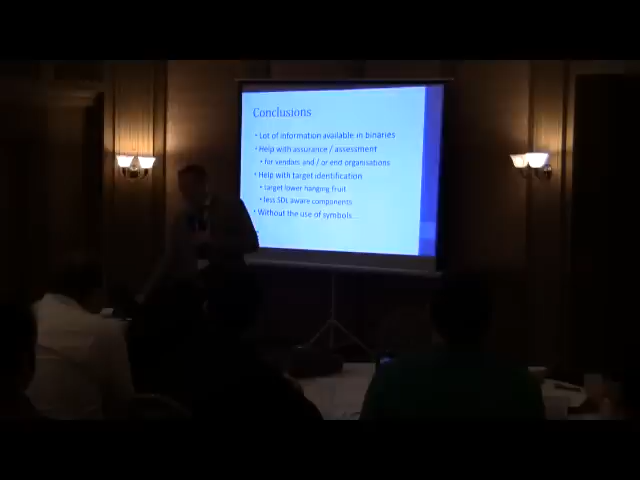 Conclusions
• Lot of information available in binaries
• Help with assurance / assessment
• for vendors and / or end organisations
• Help with target identification
• target lower hanging fruit
• less SDL aware components
• Without the use of symbols...